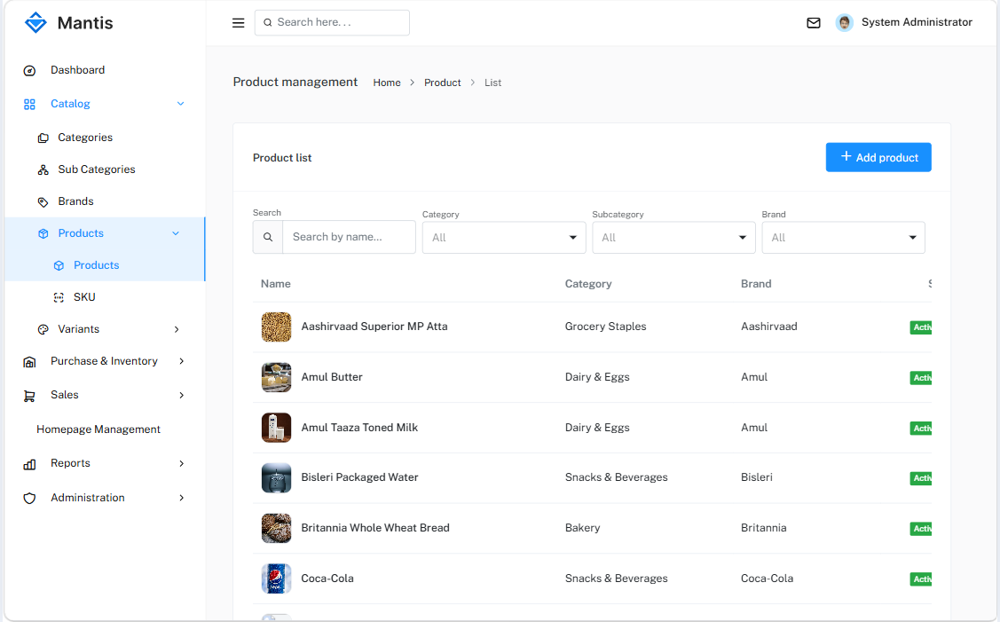 Mantis
Search here. . .
System Administrator
Dashboard
Catalog
Categories
Sub Categories
Brands
Products
Products
SKU
Variants
Purchase & Inventory
Sales
Homepage Management
Reports
Administration
Product management Home > Product > List
Product list
+ Add product
Search Category Subcategory Brand
Search by name... All All All
Name Category Brand S
Aashirvaad Superior MP Atta Grocery Staples Aashirvaad Activ
Amul Butter Dairy & Eggs Amul Activ
Amul Taaza Toned Milk Dairy & Eggs Amul Activ
Bisleri Packaged Water Snacks & Beverages Bisleri Activ
Britannia Whole Wheat Bread Bakery Britannia Activ
Coca-Cola Snacks & Beverages Coca-Cola Activ